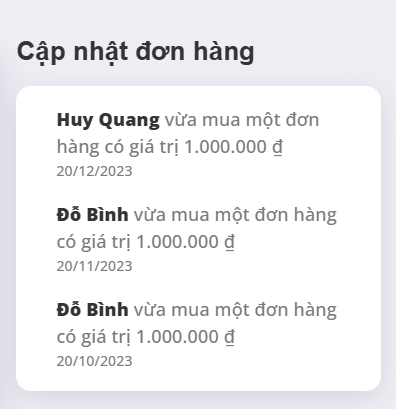 Cập nhật đơn hàng
Huy Quang vừa mua một đơn
hàng có giá trị 1.000.000 ₫
20/12/2023
Đỗ Bình vừa mua một đơn hàng
có giá trị 1.000.000 ₫
20/11/2023
Đỗ Bình vừa mua một đơn hàng
có giá trị 1.000.000 ₫
20/10/2023